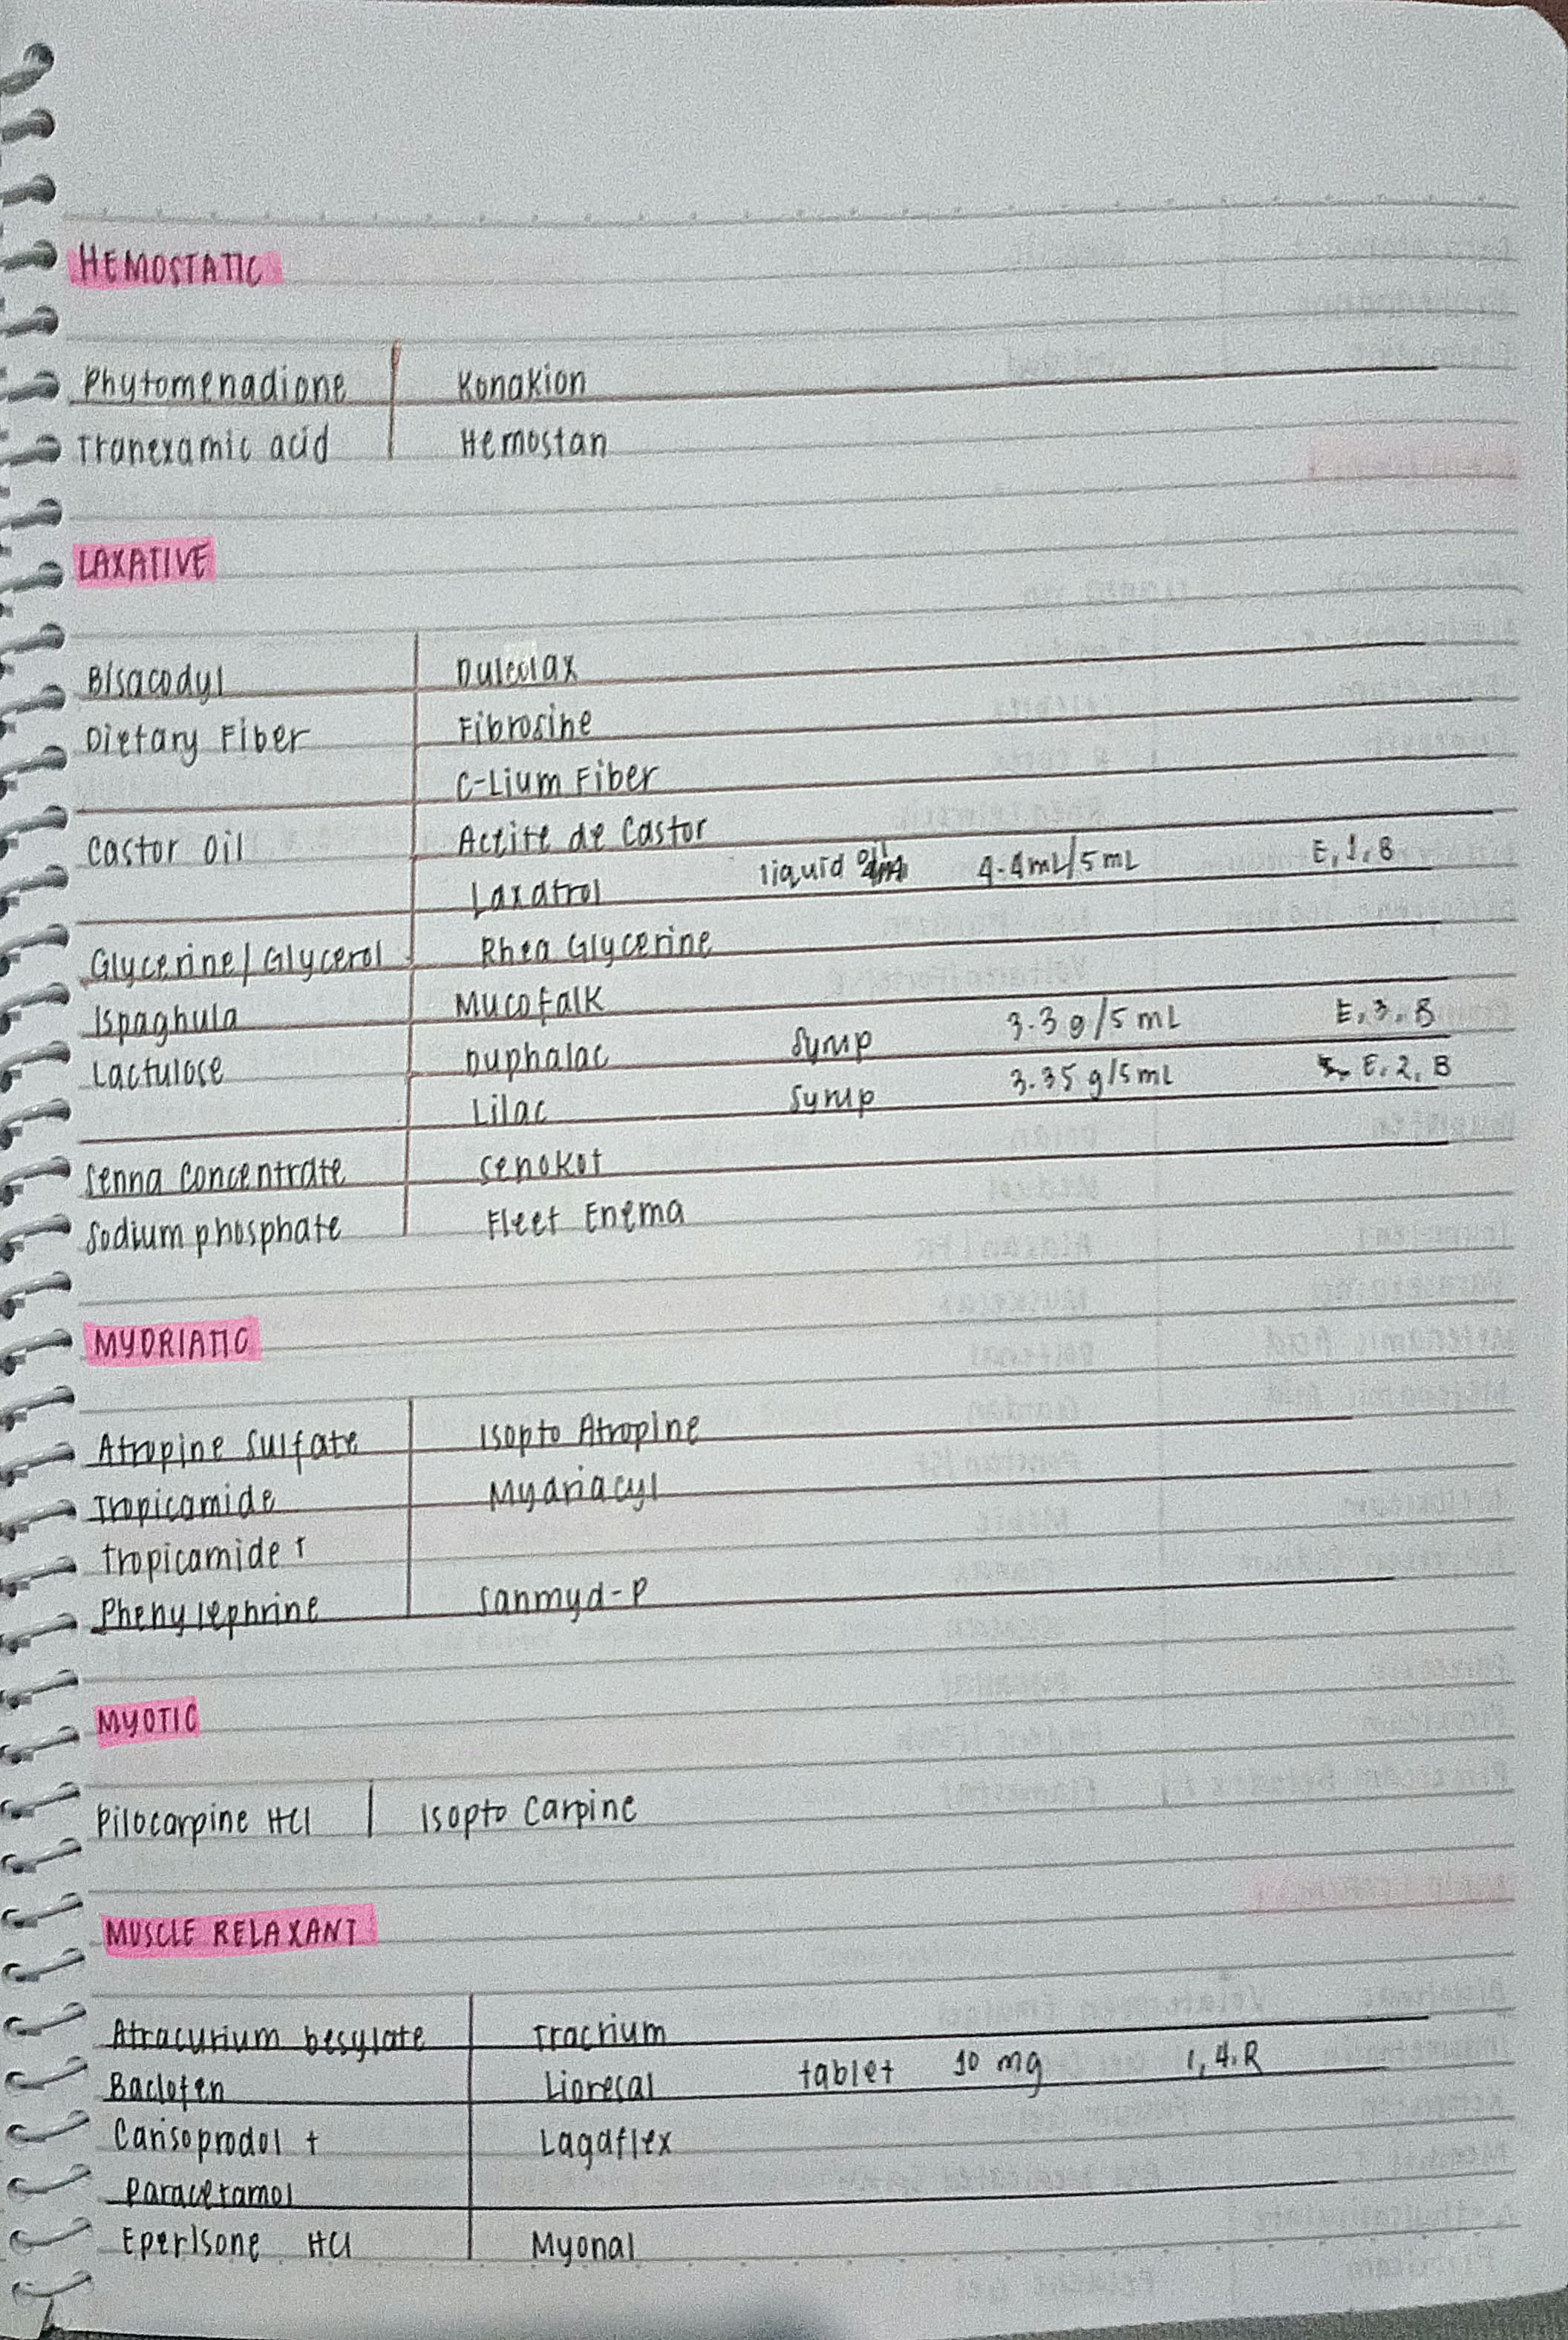 HEMOSTATIC
Phytomenadione Konakion
Tranexamic acid Hemostan
LAXATIVE
Bisacodyl Dulcolax
Dietary Fiber Fibrosine
C-Lium Fiber
Castor Oil Aceite de Castor
Laxatrol liquid oil 4.4mL/5mL E, 1, B
Glycerine/Glycerol Rhea Glycerine
Ispaghula Mucofalk
Lactulose Duphalac Syrup 3.3 g/5 mL E, 3, B
Lilac Syrup 3.35 g/5mL E, 2, B
Senna concentrate Senokot
Sodium phosphate Fleet Enema
MYDRIATIC
Atropine Sulfate Isopto Atropine
Tropicamide Mydriacyl
Tropicamide +
Phenylephrine Sanmyd-P
MYOTIC
Pilocarpine HCl Isopto Carpine
MUSCLE RELAXANT
Atracurium besylate Tracrium
Baclofen Lioresal tablet 10 mg 1, 4, R
Carisoprodol + Lagaflex
Paracetamol
Eperisone HCl Myonal